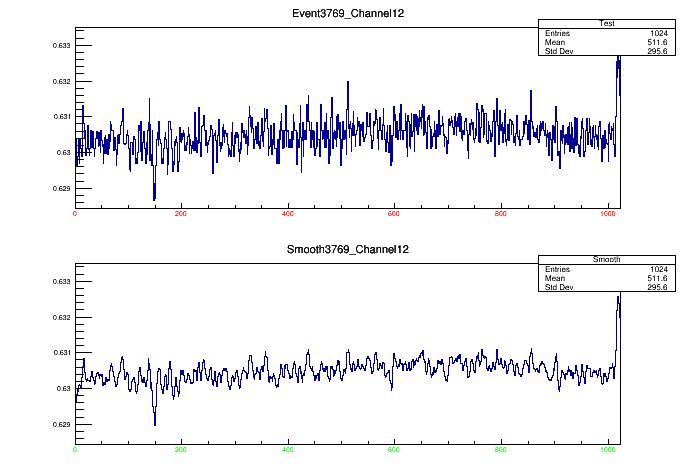 Event3769_Channel12
Test
Entries 1024
Mean 511.6
Std Dev 295.6
0.633
0.632
0.631
0.63
0.629
0 200 400 600 800 1000
Smooth3769_Channel12
Smooth
Entries 1024
Mean 511.6
Std Dev 295.6
0.633
0.632
0.631
0.63
0.629
0 200 400 600 800 1000